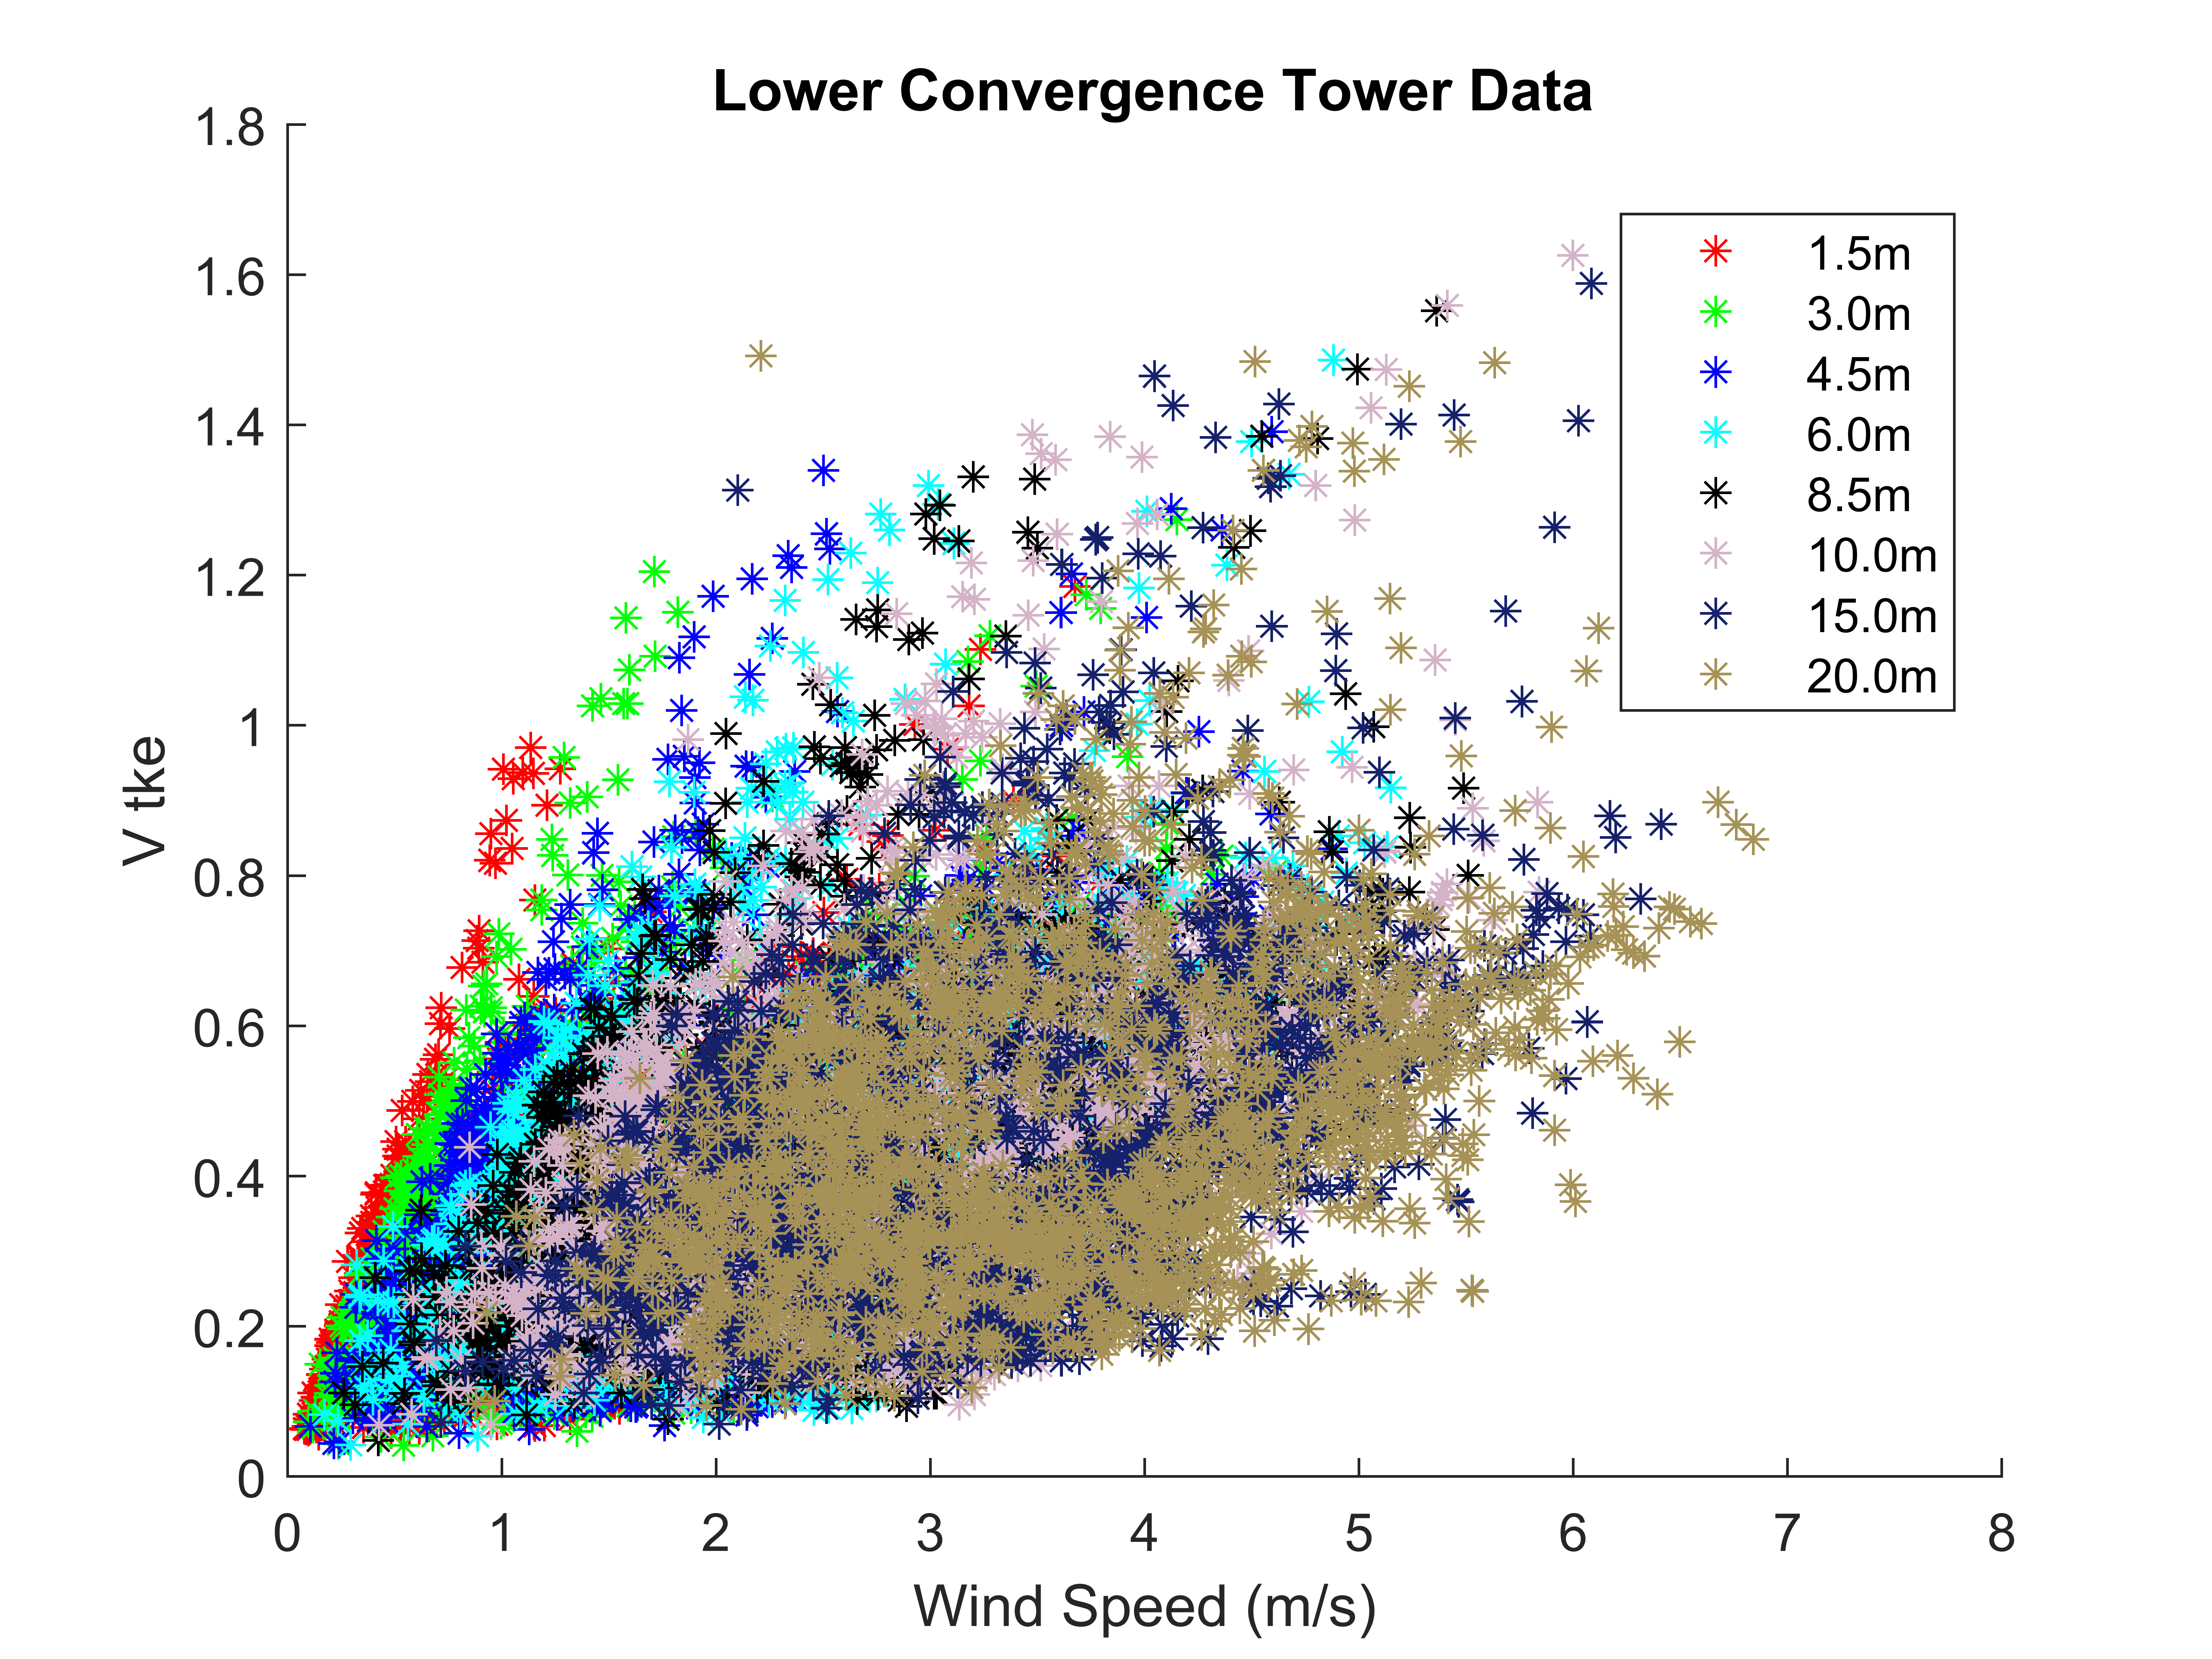 Lower Convergence Tower Data
1.8
1.6
1.4
1.2
1
0.8
0.6
0.4
0.2
0
V tke
1.5m
3.0m
4.5m
6.0m
8.5m
10.0m
15.0m
20.0m
0 1 2 3 4 5 6 7 8
Wind Speed (m/s)